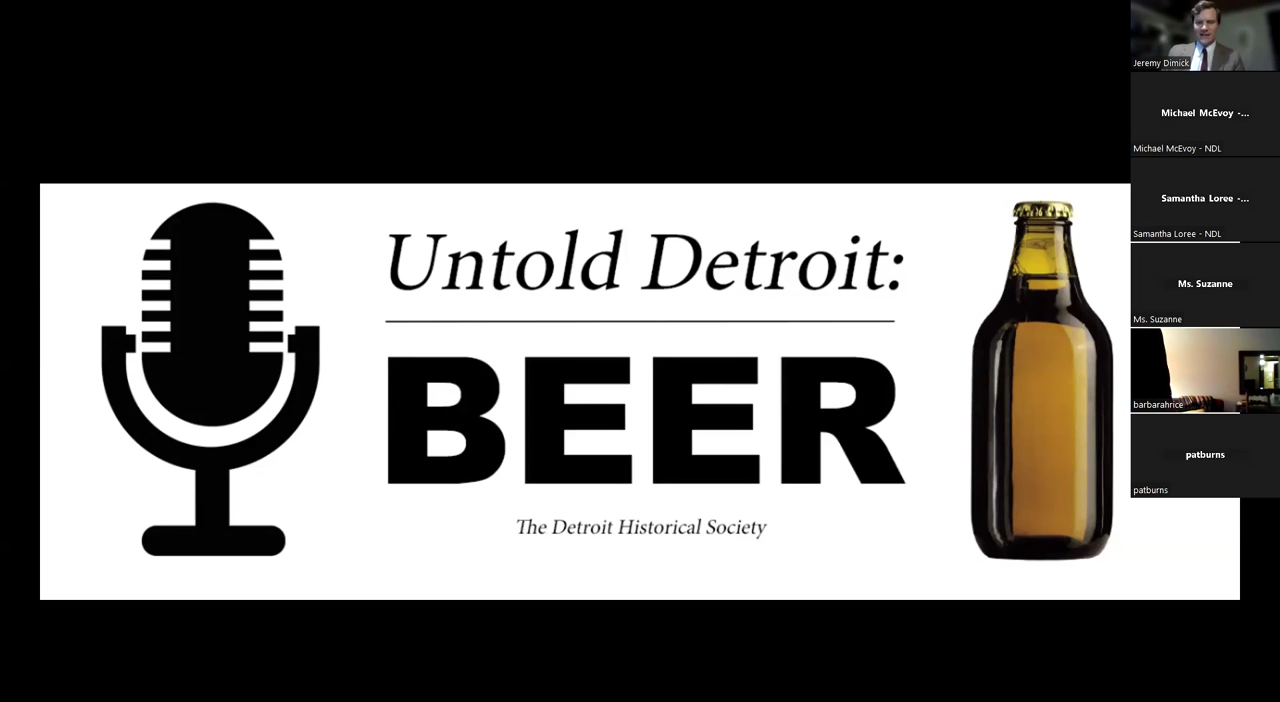 Untold Detroit:
BEER
The Detroit Historical Society
Jeremy Dimick
Michael McEvoy -...
Michael McEvoy - NDL
Samantha Loree -...
Samantha Loree - NDL
Ms. Suzanne
Ms. Suzanne
barbarahrice
patburns
patburns